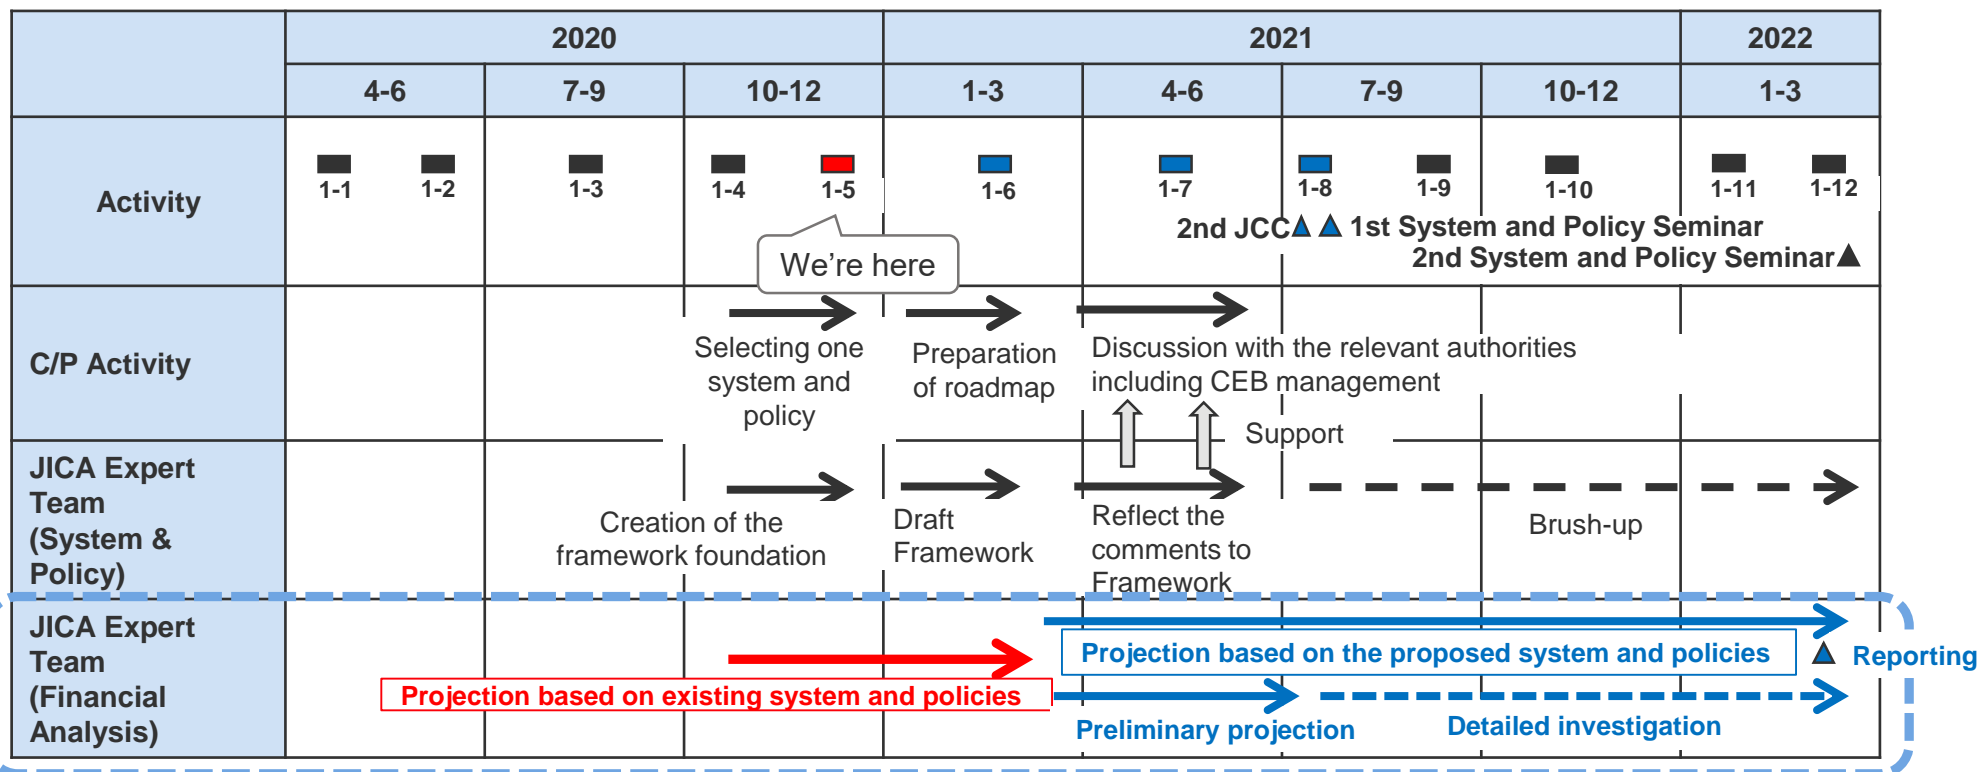 2020
2021
2022
4-6
7-9
10-12
1-3
4-6
7-9
10-12
1-3
Activity
1-1
1-2
1-3
1-4
1-5
1-6
1-7
1-8
1-9
1-10
1-11
1-12
2nd JCC
1st System and Policy Seminar
2nd System and Policy Seminar
We're here
C/P Activity
Selecting one
system and
policy
Preparation
of roadmap
Discussion with the relevant authorities
including CEB management
Support
JICA Expert
Team
(System &
Policy)
Creation of the
framework foundation
Draft
Framework
Reflect the
comments to
Framework
Brush-up
JICA Expert
Team
(Financial
Analysis)
Projection based on existing system and policies
Projection based on the proposed system and policies
Reporting
Preliminary projection
Detailed investigation